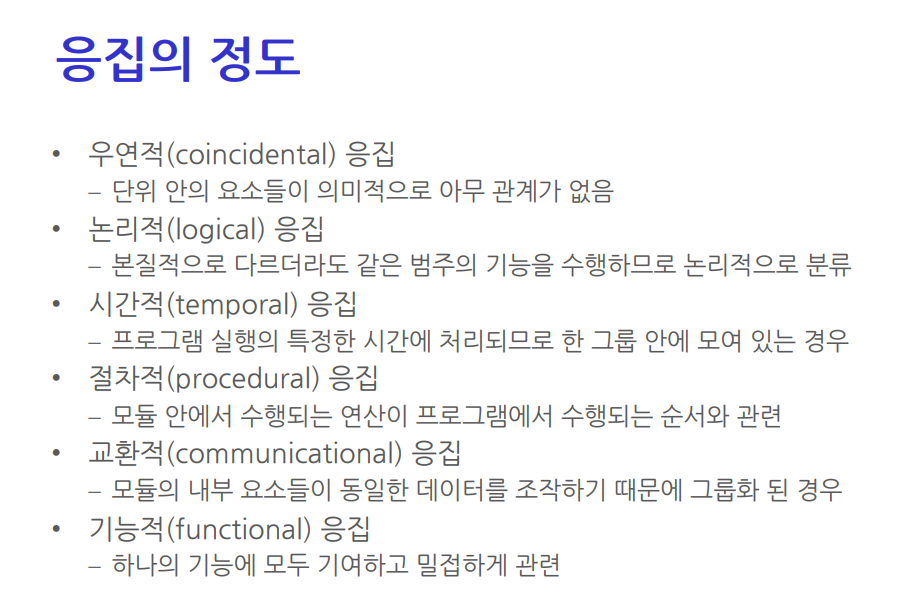 응집의 정도
• 우연적(coincidental) 응집
– 단위 안의 요소들이 의미적으로 아무 관계가 없음
• 논리적(logical) 응집
– 본질적으로 다르더라도 같은 범주의 기능을 수행하므로 논리적으로 분류
• 시간적(temporal) 응집
– 프로그램 실행의 특정한 시간에 처리되므로 한 그룹 안에 모여 있는 경우
• 절차적(procedural) 응집
– 모듈 안에서 수행되는 연산이 프로그램에서 수행되는 순서와 관련
• 교환적(communicational) 응집
– 모듈의 내부 요소들이 동일한 데이터를 조작하기 때문에 그룹화 된 경우
• 기능적(functional) 응집
– 하나의 기능에 모두 기여하고 밀접하게 관련